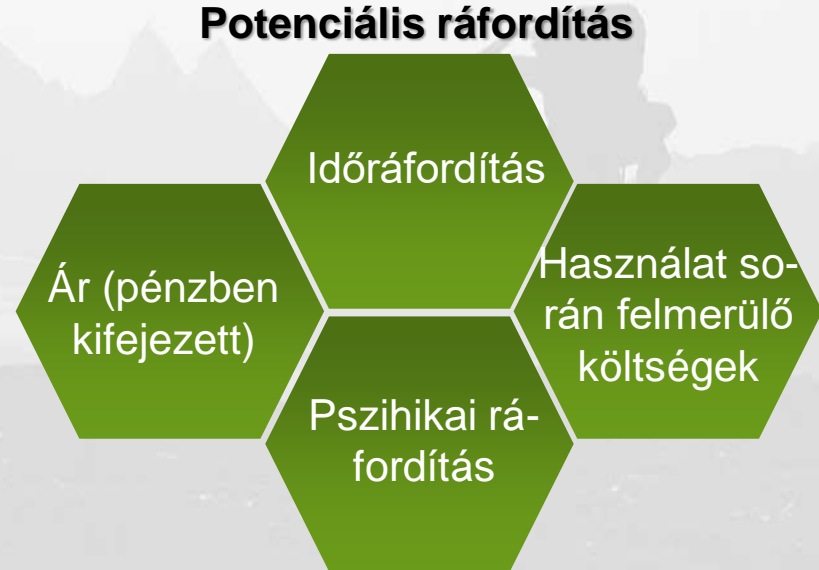 Potenciális ráfordítás
Időráfordítás
Ár (pénzben
kifejezett)
Használat so-
rán felmerülő
költségek
Pszihikai rá-
fordítás